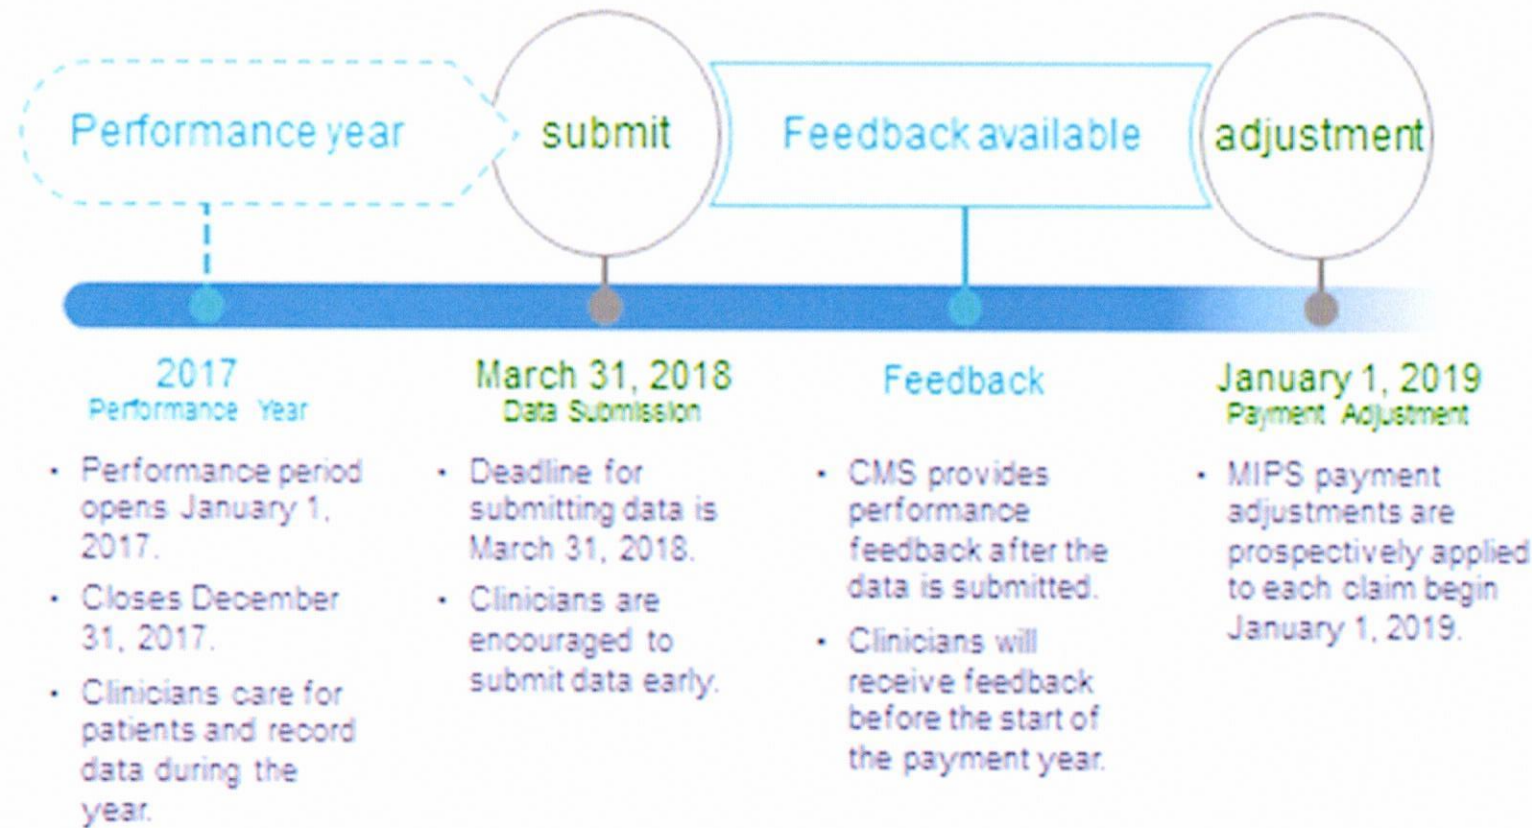 Performance year
submit
Feedback available
adjustment
2017
Performance Year
• Performance period
opens January 1,
2017.
• Closes December
31, 2017.
• Clinicians care for
patients and record
data during the
year.
March 31, 2018
Data Submission
• Deadline for
submitting data is
March 31, 2018.
• Clinicians are
encouraged to
submit data early.
Feedback
• CMS provides
performance
feedback after the
data is submitted.
• Clinicians will
receive feedback
before the start of
the payment year.
January 1, 2019
Payment Adjustment
• MIPS payment
adjustments are
prospectively applied
to each claim begin
January 1, 2019.